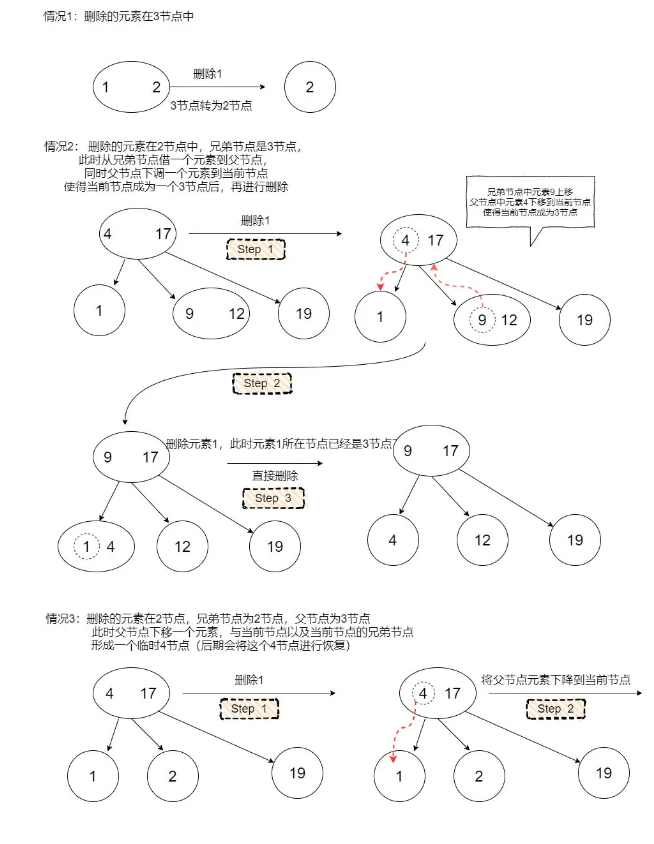 情况1：删除的元素在3节点中
1 2
删除1
3节点转为2节点
2
情况2： 删除的元素在2节点中，兄弟节点是3节点，
此时从兄弟节点借一个元素到父节点，
同时父节点下调一个元素到当前节点
使得当前节点成为一个3节点后，再进行删除
兄弟节点中元素9上移
父节点中元素4下移到当前节点
使得当前节点成为3节点
4 17
删除1
Step 1
4 17
1
9 12
19
1
9 12
19
Step 2
9 17
删除元素1，此时元素1所在节点已经是3节点了
直接删除
Step 3
9 17
1 4
12
19
4
12
19
情况3：删除的元素在2节点，兄弟节点为2节点，父节点为3节点
此时父节点下移一个元素，与当前节点以及当前节点的兄弟节点
形成一个临时4节点（后期会将这个4节点进行恢复）
4 17
删除1
Step 1
4 17
将父节点元素下降到当前节点
Step 2
1
2
19
1
2
19